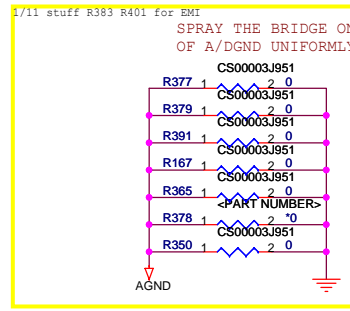 1/11 stuff R383 R401 for EMI
SPRAY THE BRIDGE ON
OF A/DGND UNIFORMLY
CS00003J951
R377 1 2 0
CS00003J951
R379 1 2 0
CS00003J951
R391 1 2 0
CS00003J951
R167 1 2 0
CS00003J951
R365 1 2 0
<PART NUMBER>
R378 1 2 *0
CS00003J951
R350 1 2 0
AGND